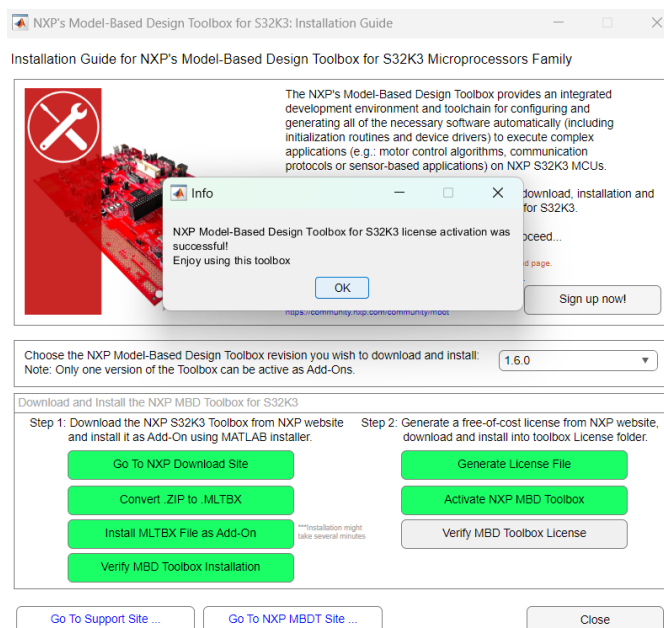 NXP's Model-Based Design Toolbox for S32K3: Installation Guide
Installation Guide for NXP's Model-Based Design Toolbox for S32K3 Microprocessors Family
The NXP's Model-Based Design Toolbox provides an integrated
development environment and toolchain for configuring and
generating all of the necessary software automatically (including
initialization routines and device drivers) to execute complex
applications (e.g.: motor control algorithms, communication
protocols or sensor-based applications) on NXP S32K3 MCUs.
download, installation and
for S32K3.
d page.
Info
NXP Model-Based Design Toolbox for S32K3 license activation was
successful!
Enjoy using this toolbox
OK
Sign up now!
https://community.nxp.com/community/mbdt
Choose the NXP Model-Based Design Toolbox revision you wish to download and install:
Note: Only one version of the Toolbox can be active as Add-Ons.
1.6.0
Download and Install the NXP MBD Toolbox for S32K3
Step 1: Download the NXP S32K3 Toolbox from NXP website
and install it as Add-On using MATLAB installer.
Go To NXP Download Site
Convert .ZIP to .MLTBX
Install MLTBX File as Add-On
***Installation might
take several minutes
Verify MBD Toolbox Installation
Step 2: Generate a free-of-cost license from NXP website,
download and install into toolbox License folder.
Generate License File
Activate NXP MBD Toolbox
Verify MBD Toolbox License
Go To Support Site ...
Go To NXP MBDT Site ...
Close